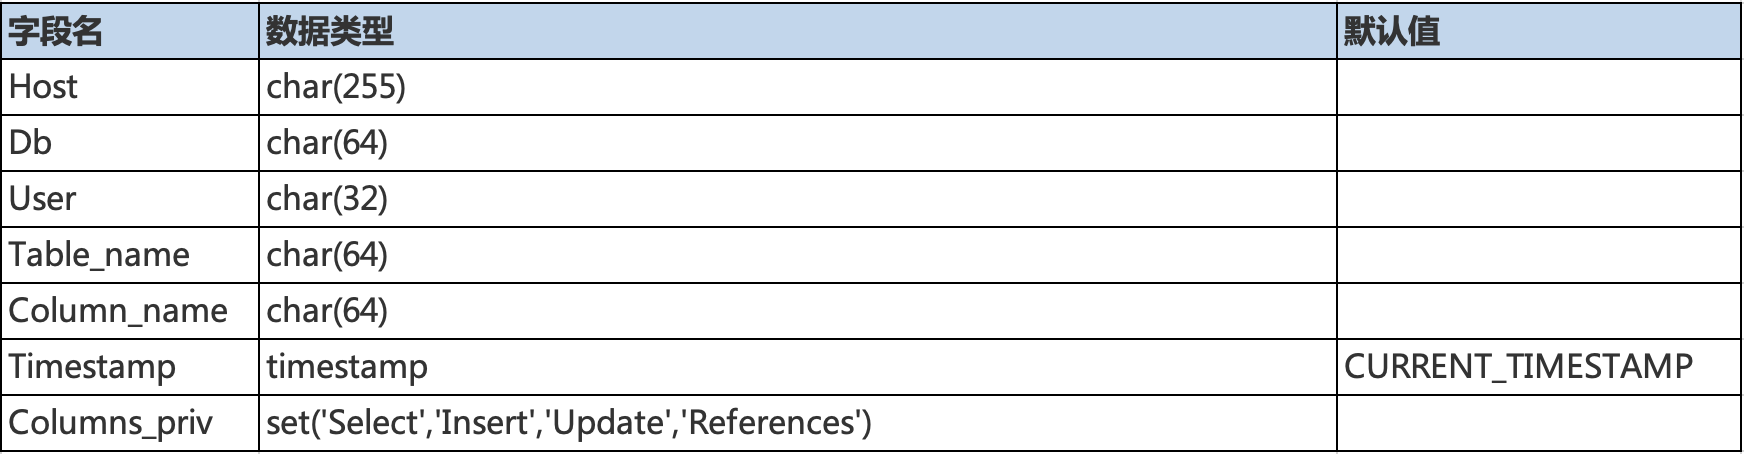 字段名 数据类型 默认值
Host char(255)
Db char(64)
User char(32)
Table_name char(64)
Column_name char(64)
Timestamp timestamp CURRENT_TIMESTAMP
Columns_priv set('Select','Insert','Update','References')